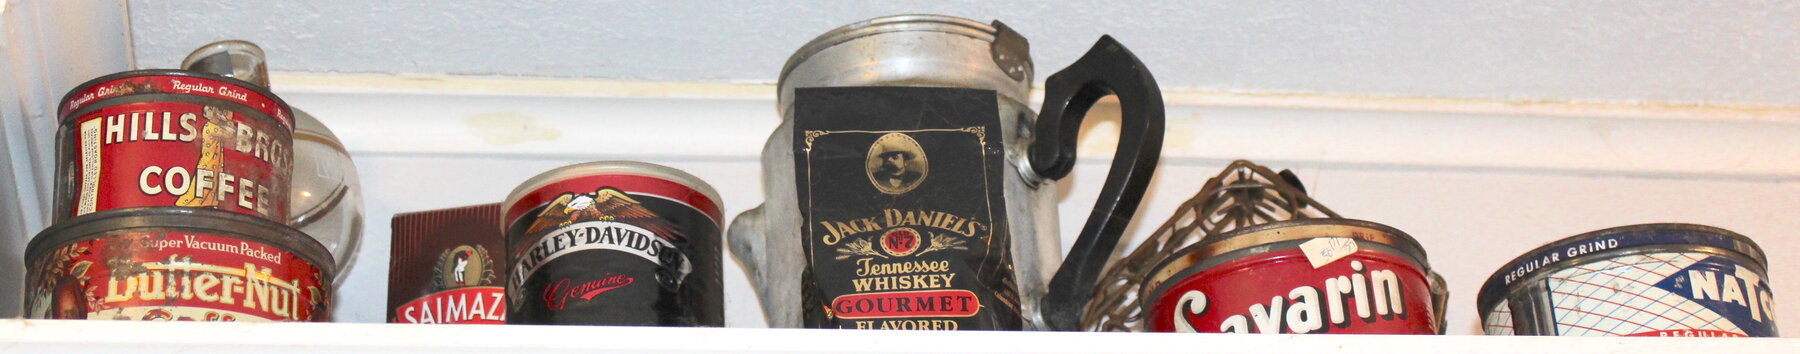 Regular Grind
Regular Grind
HILLS BROS
COFFEE
Super Vacuum Packed
Butter-Nut
SAIMAZA
HARLEY-DAVIDSON
Genuine
JACK DANIEL'S
No. 7
Tennessee
WHISKEY
GOURMET
FLAVORED
Savarin
REGULAR GRIND
REGULAR